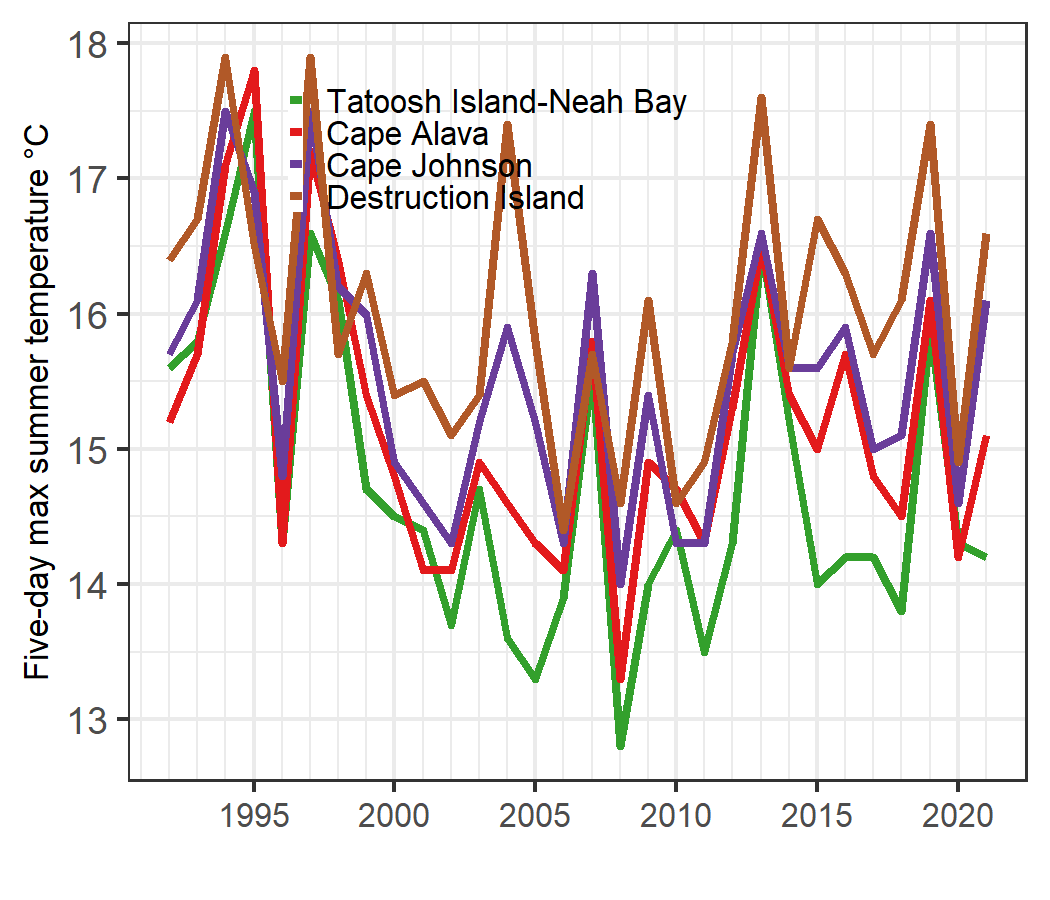 Five-day max summer temperature °C
18
17
16
15
14
13
Tatoosh Island-Neah Bay
Cape Alava
Cape Johnson
Destruction Island
1995 2000 2005 2010 2015 2020